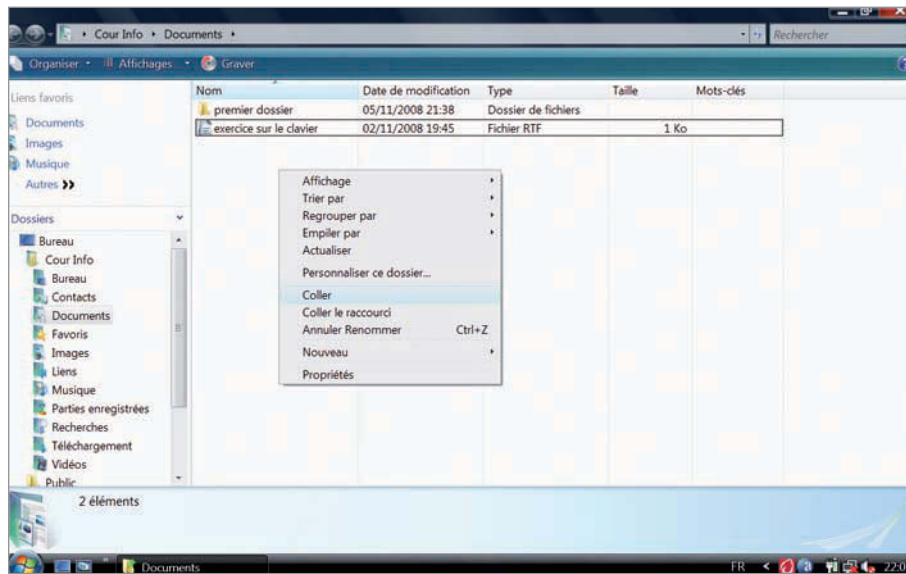 Cour Info Documents
Rechercher
Organiser Affichages Graver
Liens favoris
Documents
Images
Musique
Autres
Dossiers
Bureau
Cour Info
Bureau
Contacts
Documents
Favoris
Images
Liens
Musique
Parties enregistrées
Recherches
Téléchargement
Vidéos
Public
Nom Date de modification Type Taille Mots-clés
premier dossier 05/11/2008 21:38 Dossier de fichiers
exercice sur le clavier 02/11/2008 19:45 Fichier RTF 1 Ko
Affichage
Trier par
Regrouper par
Empiler par
Actualiser
Personnaliser ce dossier...
Coller
Coller le raccourci
Annuler Renommer Ctrl+Z
Nouveau
Propriétés
2 éléments
Documents
FR